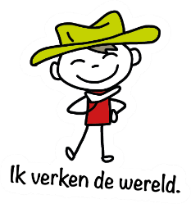 Ik verken de wereld.